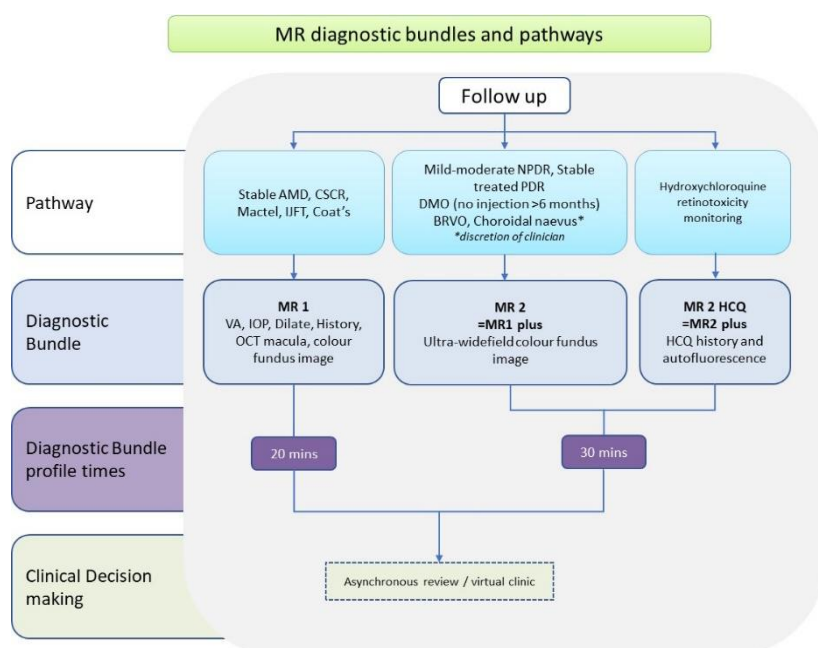 MR diagnostic bundles and pathways
Follow up
Pathway
Stable AMD, CSCR,
Mactel, IJFT, Coat's
Mild-moderate NPDR, Stable
treated PDR
DMO (no injection >6 months)
BRVO, Choroidal naevus*
*discretion of clinician
Hydroxychloroquine
retinotoxicity
monitoring
Diagnostic
Bundle
MR 1
VA, IOP, Dilate, History,
OCT macula, colour
fundus image
MR 2
=MR1 plus
Ultra-widefield colour fundus
image
MR 2 HCQ
=MR2 plus
HCQ history and
autofluorescence
Diagnostic Bundle
profile times
20 mins
30 mins
Clinical Decision
making
Asynchronous review / virtual clinic